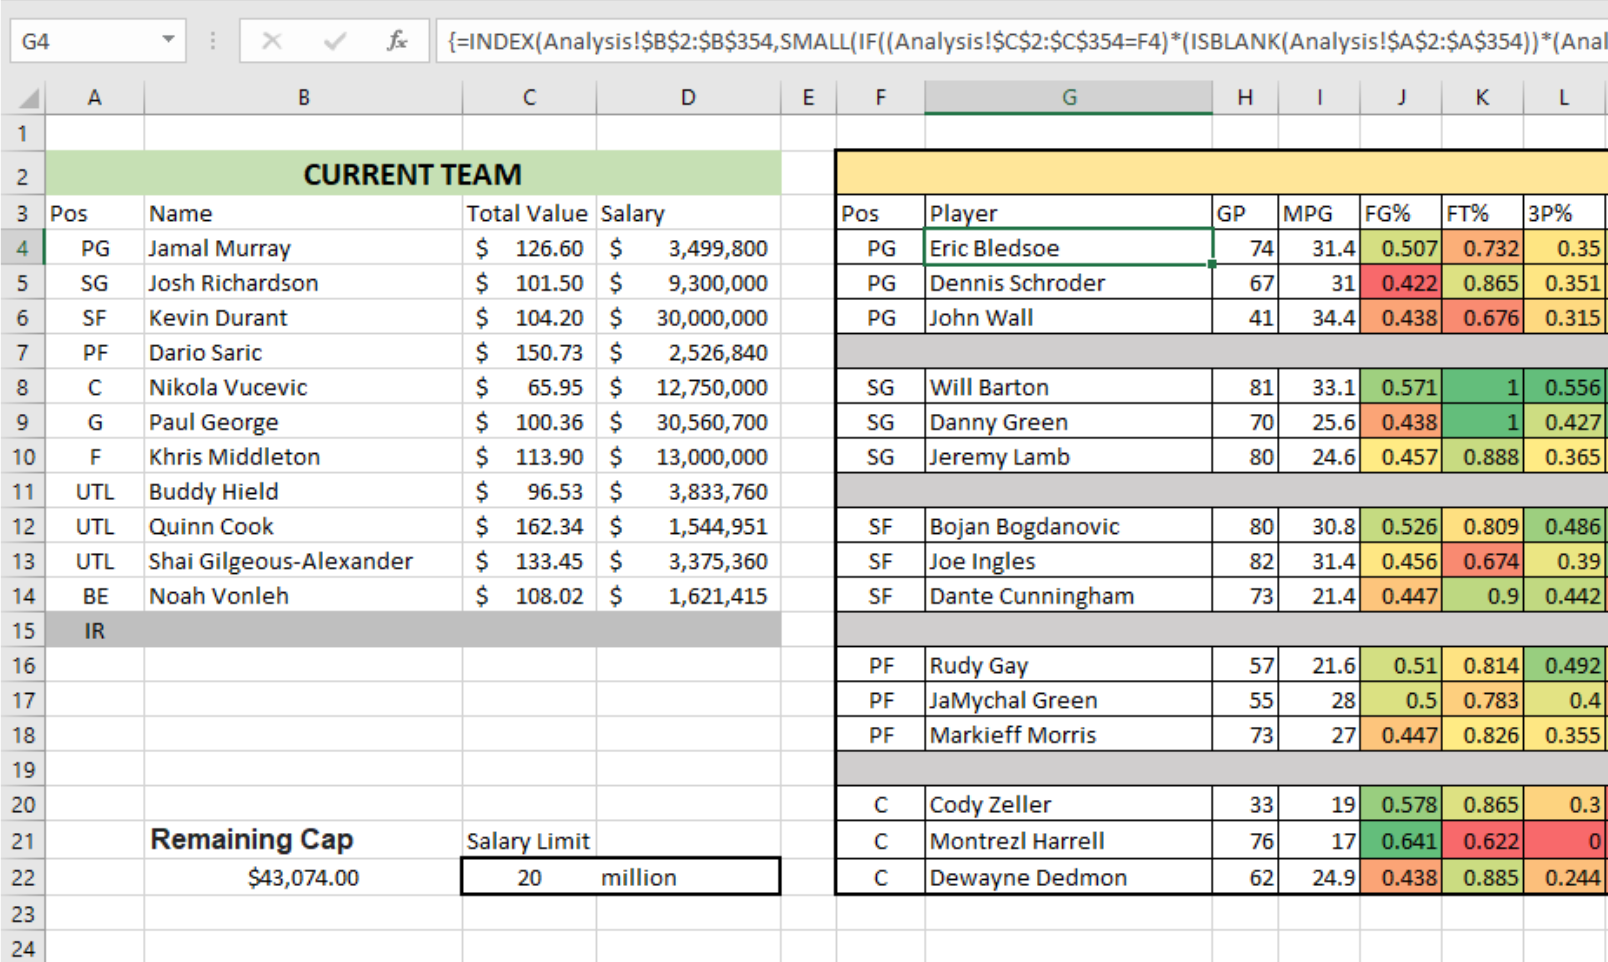 G4 fx {=INDEX(Analysis!$B$2:$B$354,SMALL(IF((Analysis!$C$2:$C$354=F4)*(ISBLANK(Analysis!$A$2:$A$354))*(Anal
A B C D E F G H I J K L
1
2 CURRENT TEAM
3 Pos Name Total Value Salary Pos Player GP MPG FG% FT% 3P%
4 PG Jamal Murray $ 126.60 $ 3,499,800 PG Eric Bledsoe 74 31.4 0.507 0.732 0.35
5 SG Josh Richardson $ 101.50 $ 9,300,000 PG Dennis Schroder 67 31 0.422 0.865 0.351
6 SF Kevin Durant $ 104.20 $ 30,000,000 PG John Wall 41 34.4 0.438 0.676 0.315
7 PF Dario Saric $ 150.73 $ 2,526,840
8 C Nikola Vucevic $ 65.95 $ 12,750,000 SG Will Barton 81 33.1 0.571 1 0.556
9 G Paul George $ 100.36 $ 30,560,700 SG Danny Green 70 25.6 0.438 1 0.427
10 F Khris Middleton $ 113.90 $ 13,000,000 SG Jeremy Lamb 80 24.6 0.457 0.888 0.365
11 UTL Buddy Hield $ 96.53 $ 3,833,760
12 UTL Quinn Cook $ 162.34 $ 1,544,951 SF Bojan Bogdanovic 80 30.8 0.526 0.809 0.486
13 UTL Shai Gilgeous-Alexander $ 133.45 $ 3,375,360 SF Joe Ingles 82 31.4 0.456 0.674 0.39
14 BE Noah Vonleh $ 108.02 $ 1,621,415 SF Dante Cunningham 73 21.4 0.447 0.9 0.442
15 IR
16 PF Rudy Gay 57 21.6 0.51 0.814 0.492
17 PF JaMychal Green 55 28 0.5 0.783 0.4
18 PF Markieff Morris 73 27 0.447 0.826 0.355
19
20 C Cody Zeller 33 19 0.578 0.865 0.3
21 Remaining Cap Salary Limit C Montrezl Harrell 76 17 0.641 0.622 0
22 $43,074.00 20 million C Dewayne Dedmon 62 24.9 0.438 0.885 0.244
23
24